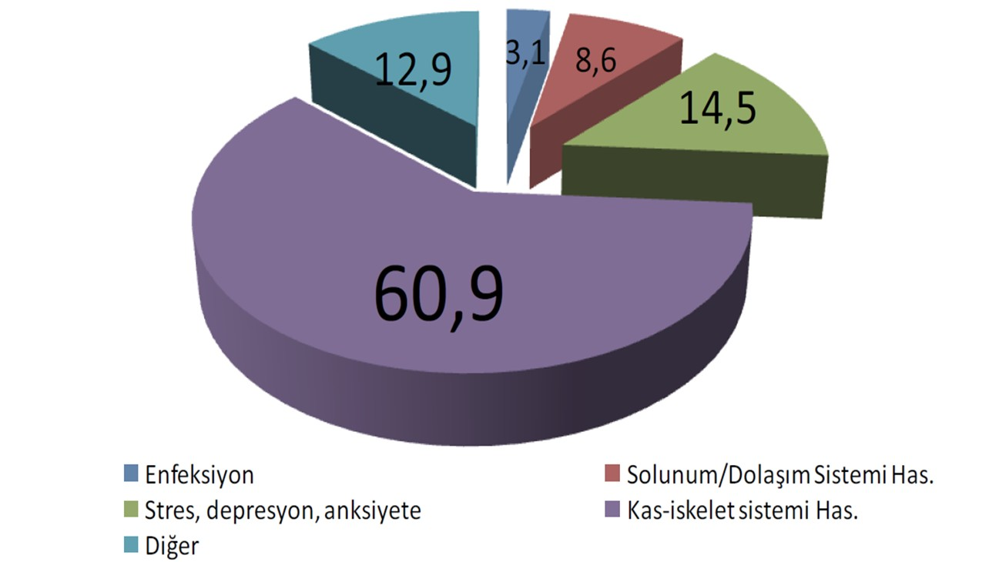 12,9
3,1
8,6
14,5
60,9
Enfeksiyon
Solunum/Dolaşım Sistemi Has.
Stres, depresyon, anksiyete
Kas-iskelet sistemi Has.
Diğer